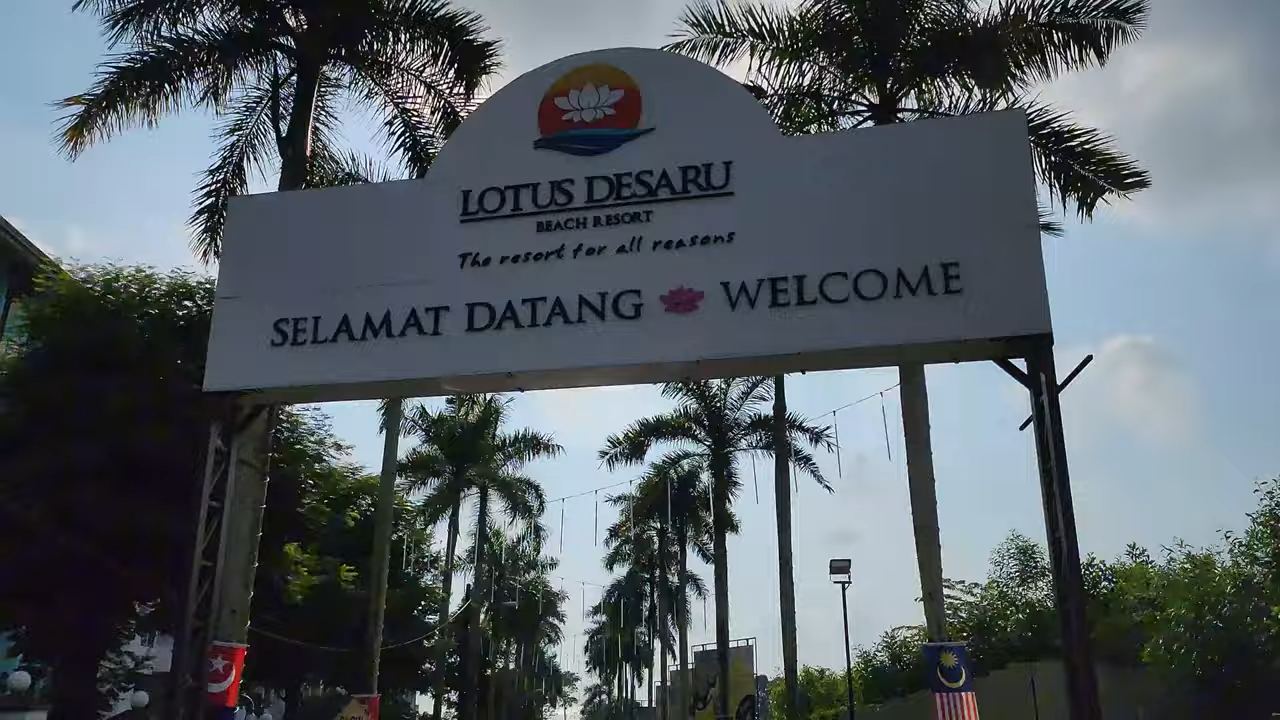 LOTUS DESARU
BEACH RESORT
The resort for all reasons
SELAMAT DATANG WELCOME